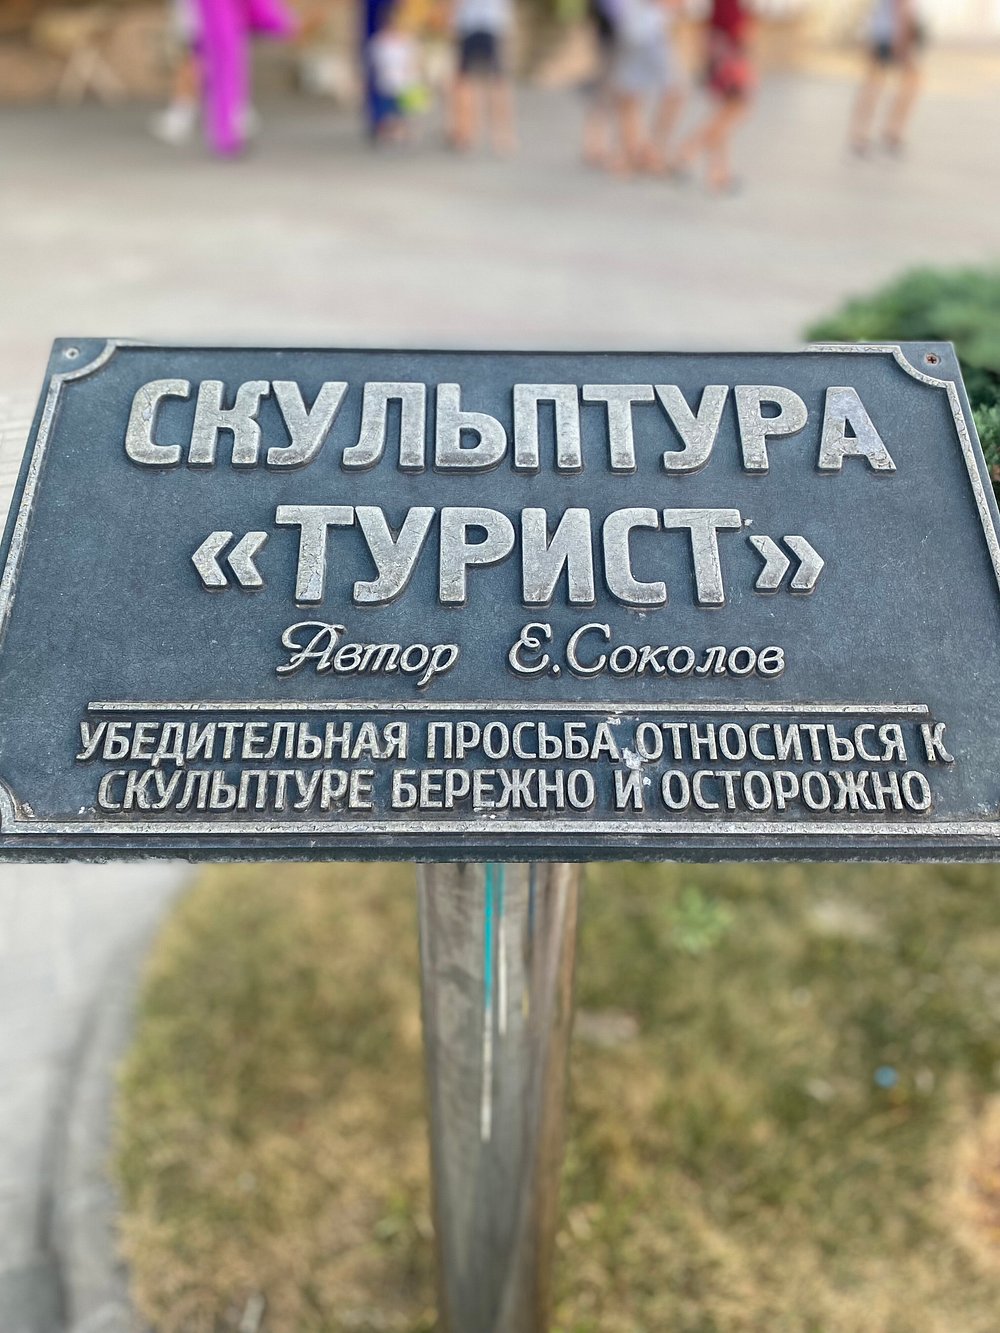 СКУЛЬПТУРА
«ТУРИСТ»
Автор Е.Соколов
УБЕДИТЕЛЬНАЯ ПРОСЬБА ОТНОСИТЬСЯ К
СКУЛЬПТУРЕ БЕРЕЖНО И ОСТОРОЖНО